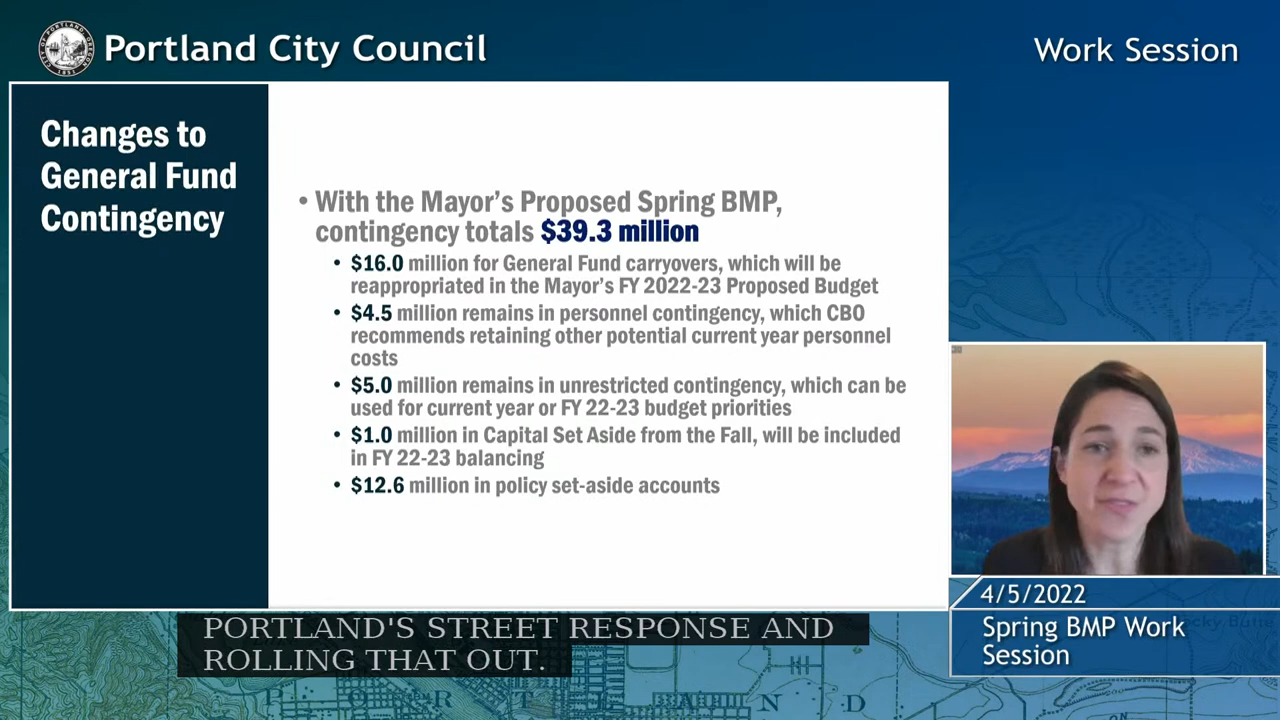 Portland City Council
Work Session
Changes to
General Fund
Contingency
• With the Mayor's Proposed Spring BMP,
contingency totals $39.3 million
• $16.0 million for General Fund carryovers, which will be
reappropriated in the Mayor's FY 2022-23 Proposed Budget
• $4.5 million remains in personnel contingency, which CBO
recommends retaining other potential current year personnel
costs
• $5.0 million remains in unrestricted contingency, which can be
used for current year or FY 22-23 budget priorities
• $1.0 million in Capital Set Aside from the Fall, will be included
in FY 22-23 balancing
• $12.6 million in policy set-aside accounts
4/5/2022
Spring BMP Work
Session
PORTLAND'S STREET RESPONSE AND
ROLLING THAT OUT.
P O R T L A N D